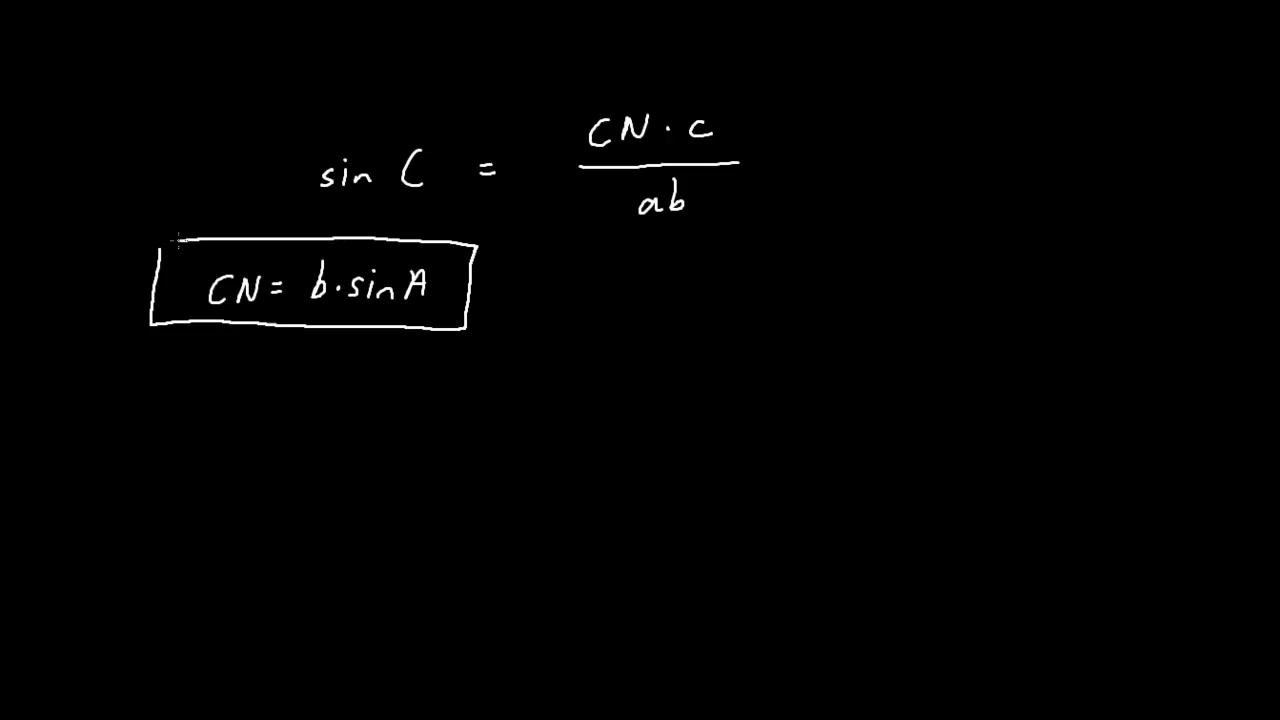 sin C = CN · c / ab
CN = b · sin A